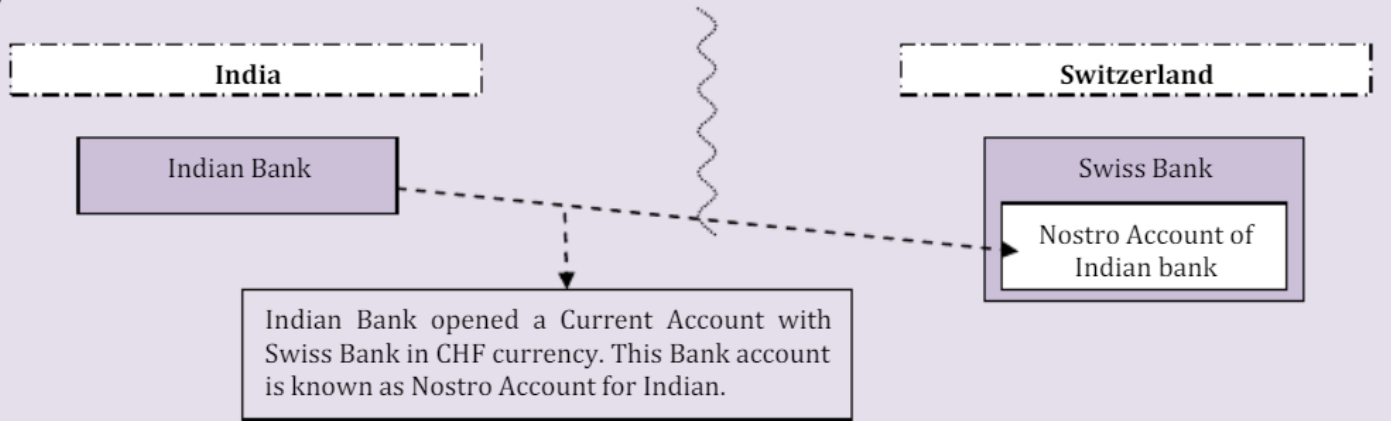 India
Switzerland
Indian Bank
Swiss Bank
Nostro Account of
Indian bank
Indian Bank opened a Current Account with
Swiss Bank in CHF currency. This Bank account
is known as Nostro Account for Indian.